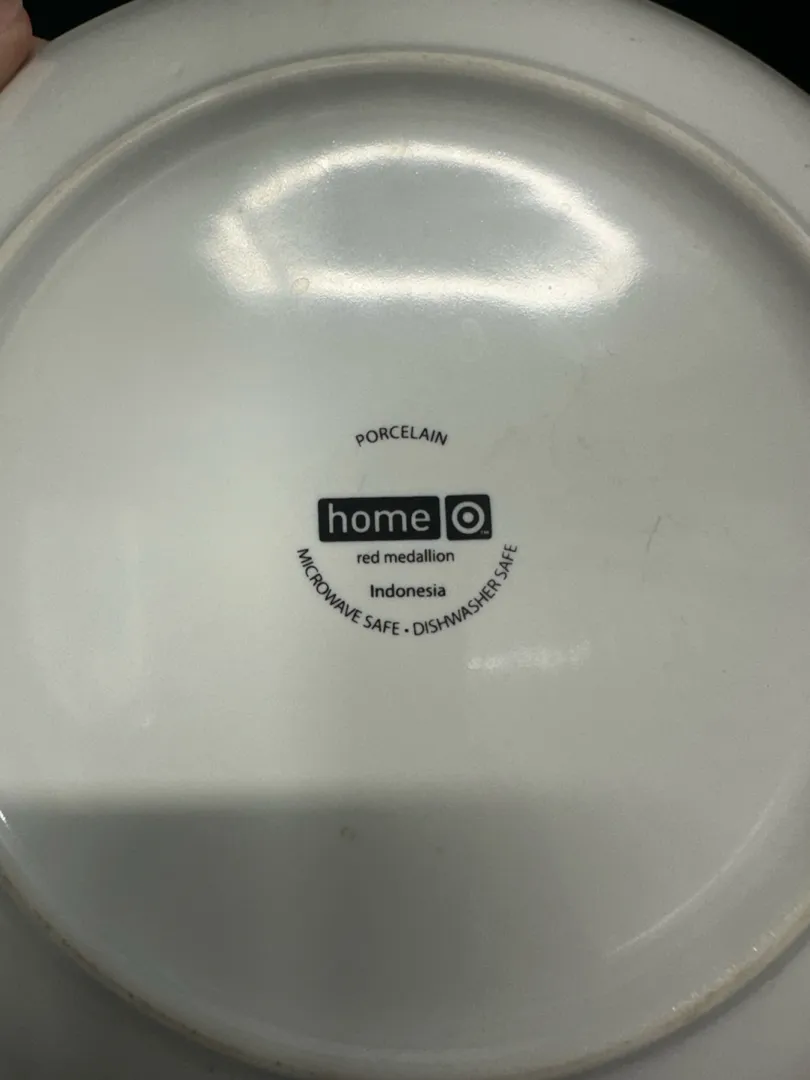 PORCELAIN
home
red medallion
Indonesia
MICROWAVE SAFE • DISHWASHER SAFE